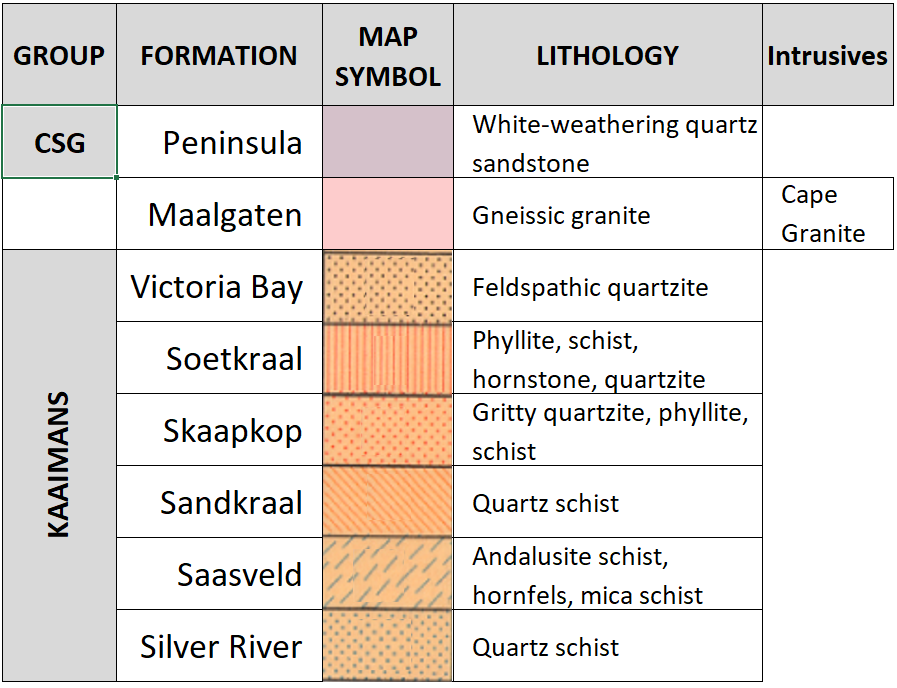 GROUP
FORMATION
MAP
SYMBOL
LITHOLOGY
Intrusives
CSG
Peninsula
White-weathering quartz
sandstone
Maalgaten
Gneissic granite
Cape
Granite
KAAIMANS
Victoria Bay
Feldspathic quartzite
Soetkraal
Phyllite, schist,
hornstone, quartzite
Skaapkop
Gritty quartzite, phyllite,
schist
Sandkraal
Quartz schist
Saasveld
Andalusite schist,
hornfels, mica schist
Silver River
Quartz schist